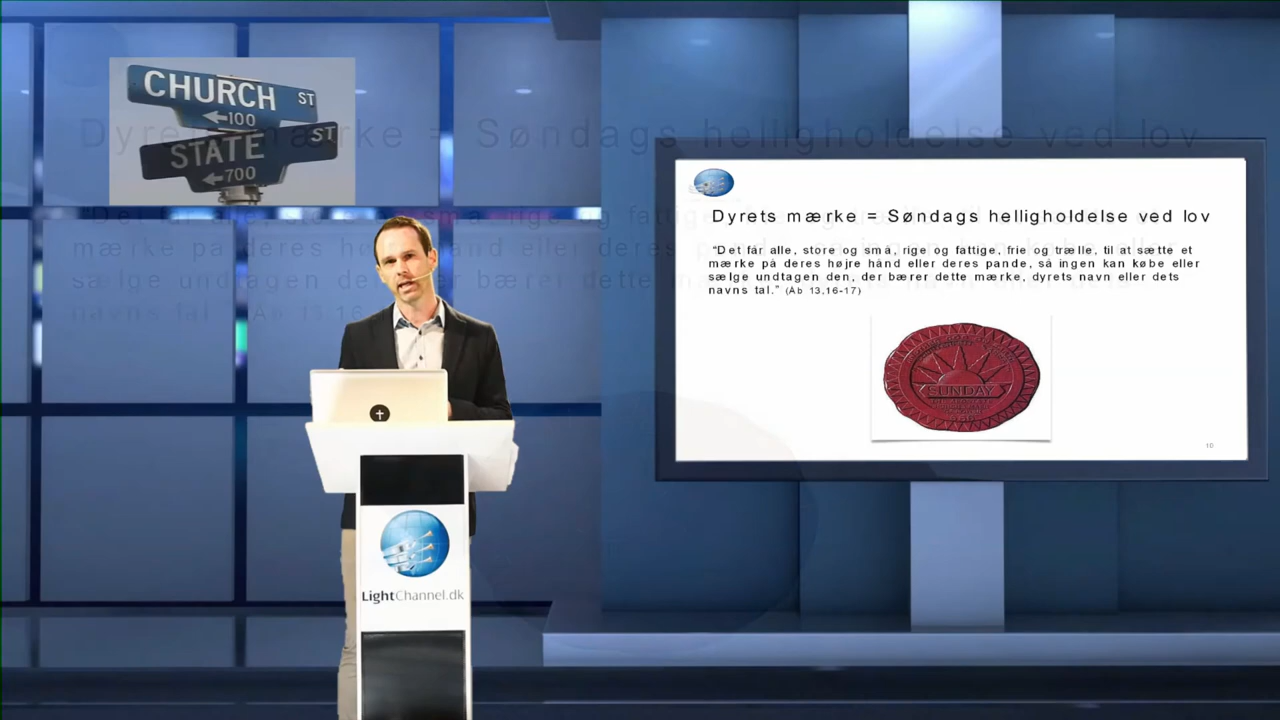 CHURCH ST
100
STATE ST
700
Dyrets mærke = Søndags helligholdelse ved lov
"Det får alle, store og små, rige og fattige, frie og trælle, til at sætte et
mærke på deres højre hånd eller deres pande, så ingen kan købe eller
sælge undtagen den, der bærer dette mærke, dyrets navn eller dets
navns tal." (Åb 13,16-17)
SUNDAY
10
LightChannel.dk